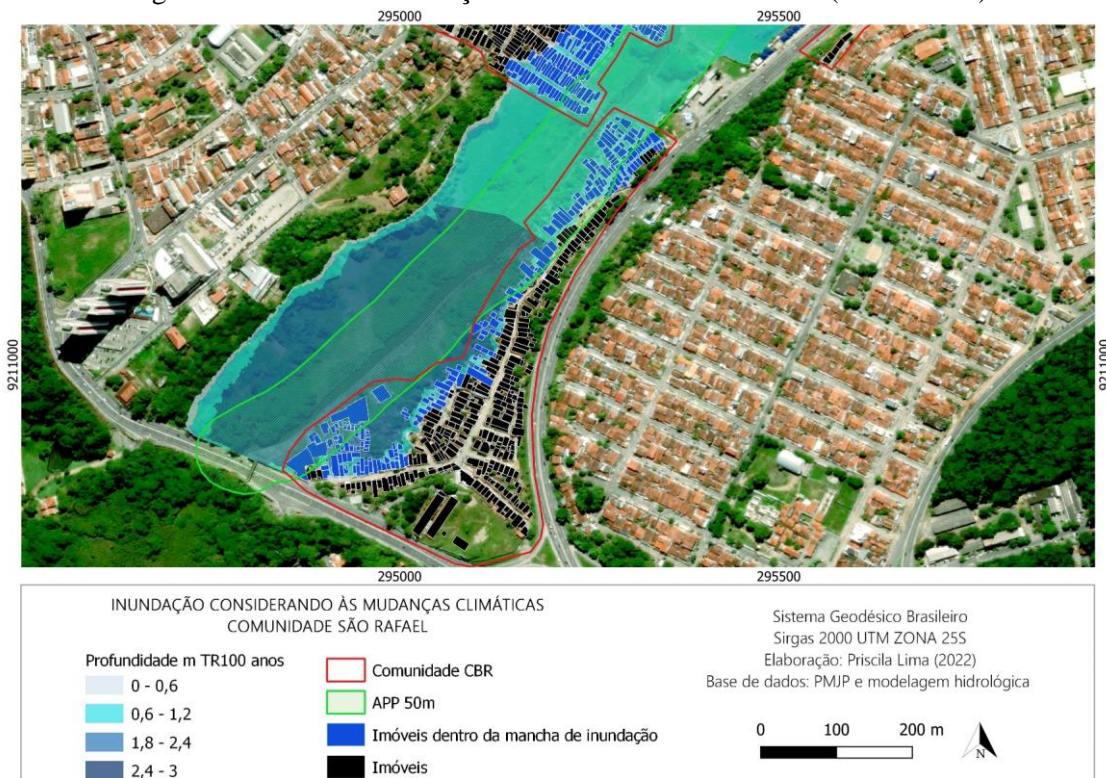 295000 295500
9211000 9211000
295000 295500
INUNDAÇÃO CONSIDERANDO ÀS MUDANÇAS CLIMÁTICAS
COMUNIDADE SÃO RAFAEL
Profundidade m TR100 anos
0 - 0,6
0,6 - 1,2
1,8 - 2,4
2,4 - 3
Comunidade CBR
APP 50m
Imóveis dentro da mancha de inundação
Imóveis
Sistema Geodésico Brasileiro
Sirgas 2000 UTM ZONA 25S
Elaboração: Priscila Lima (2022)
Base de dados: PMJP e modelagem hidrológica
0 100 200 m
N